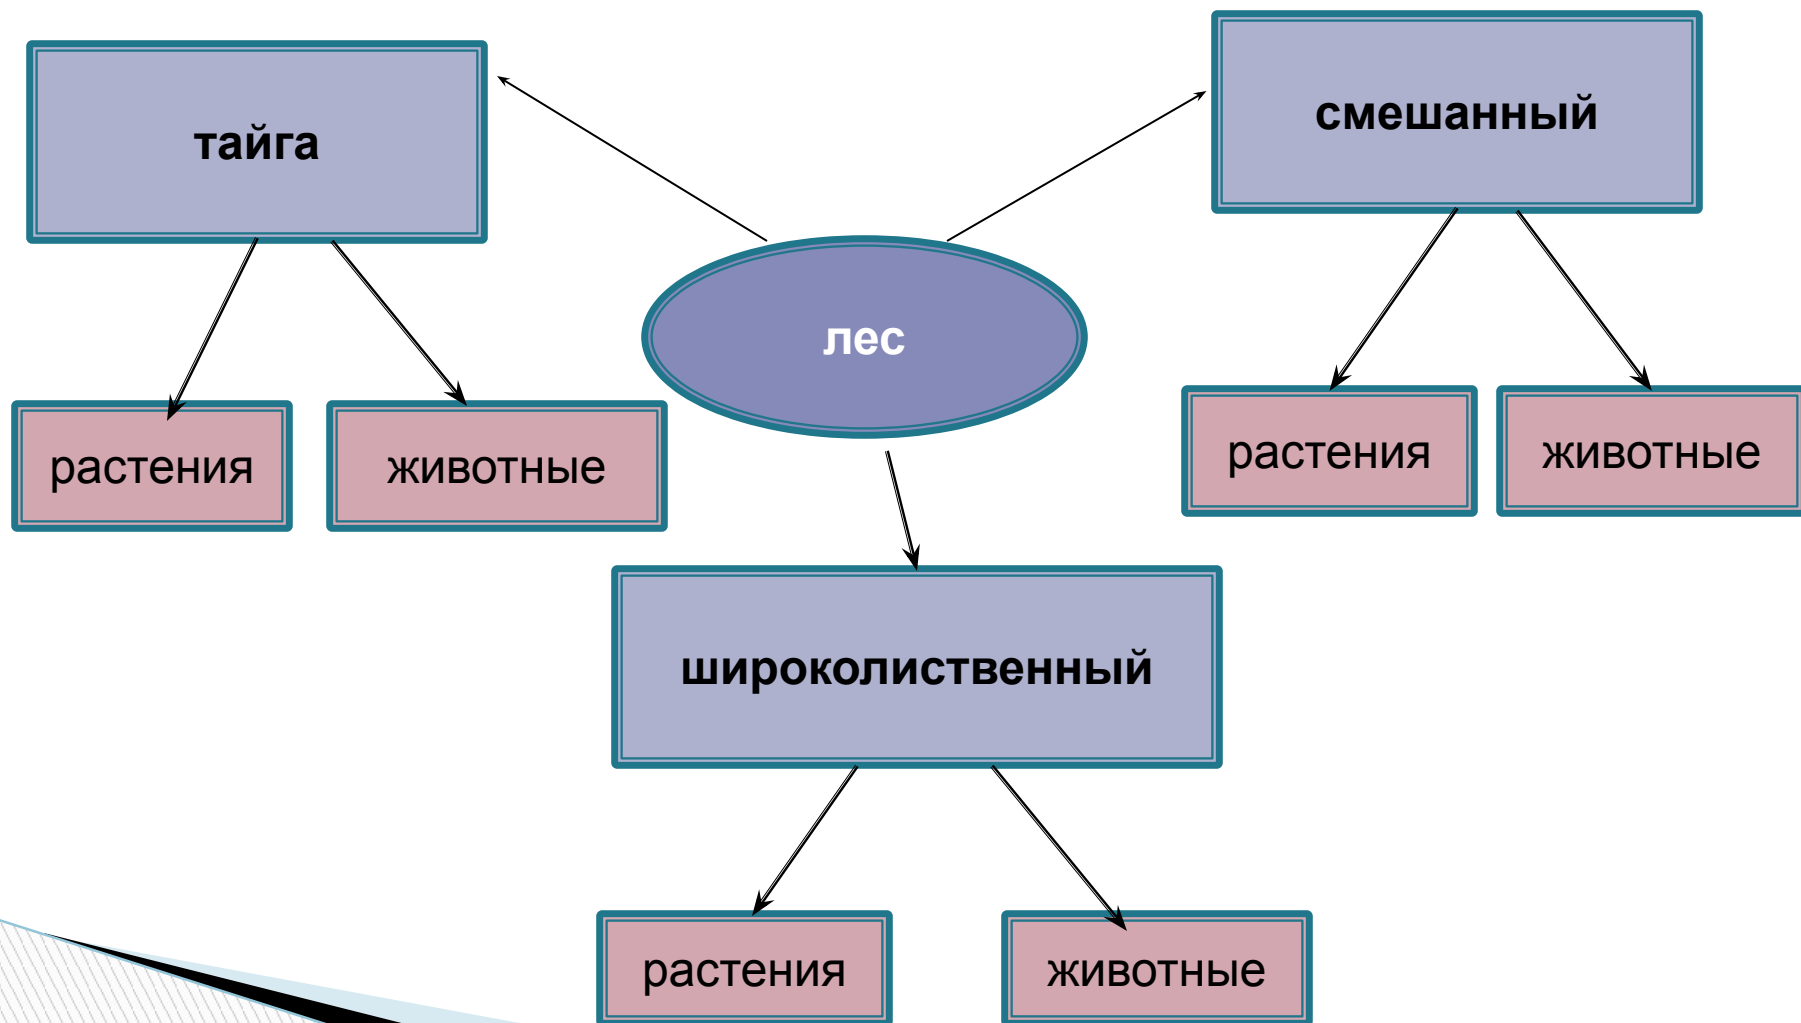 тайга
смешанный
лес
растения
животные
растения
животные
широколиственный
растения
животные